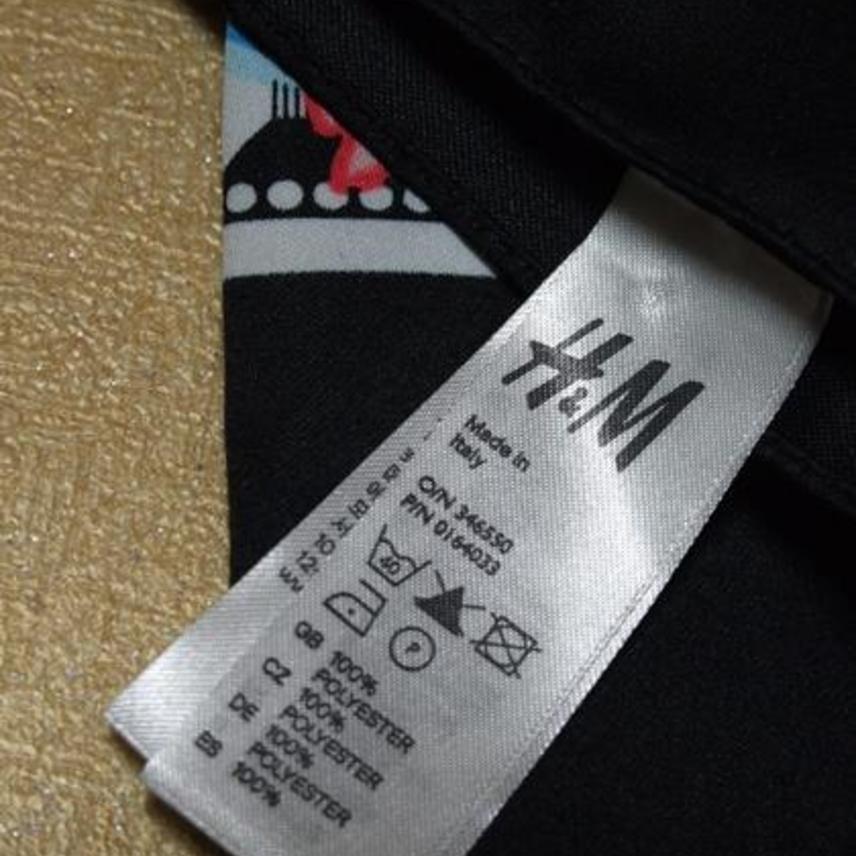 H&M
Made in
Italy
O/N 346550
P/N 0164033
40
P
GB 100%
POLYESTER
CZ 100%
POLYESTER
DE 100%
POLYESTER
ES 100%